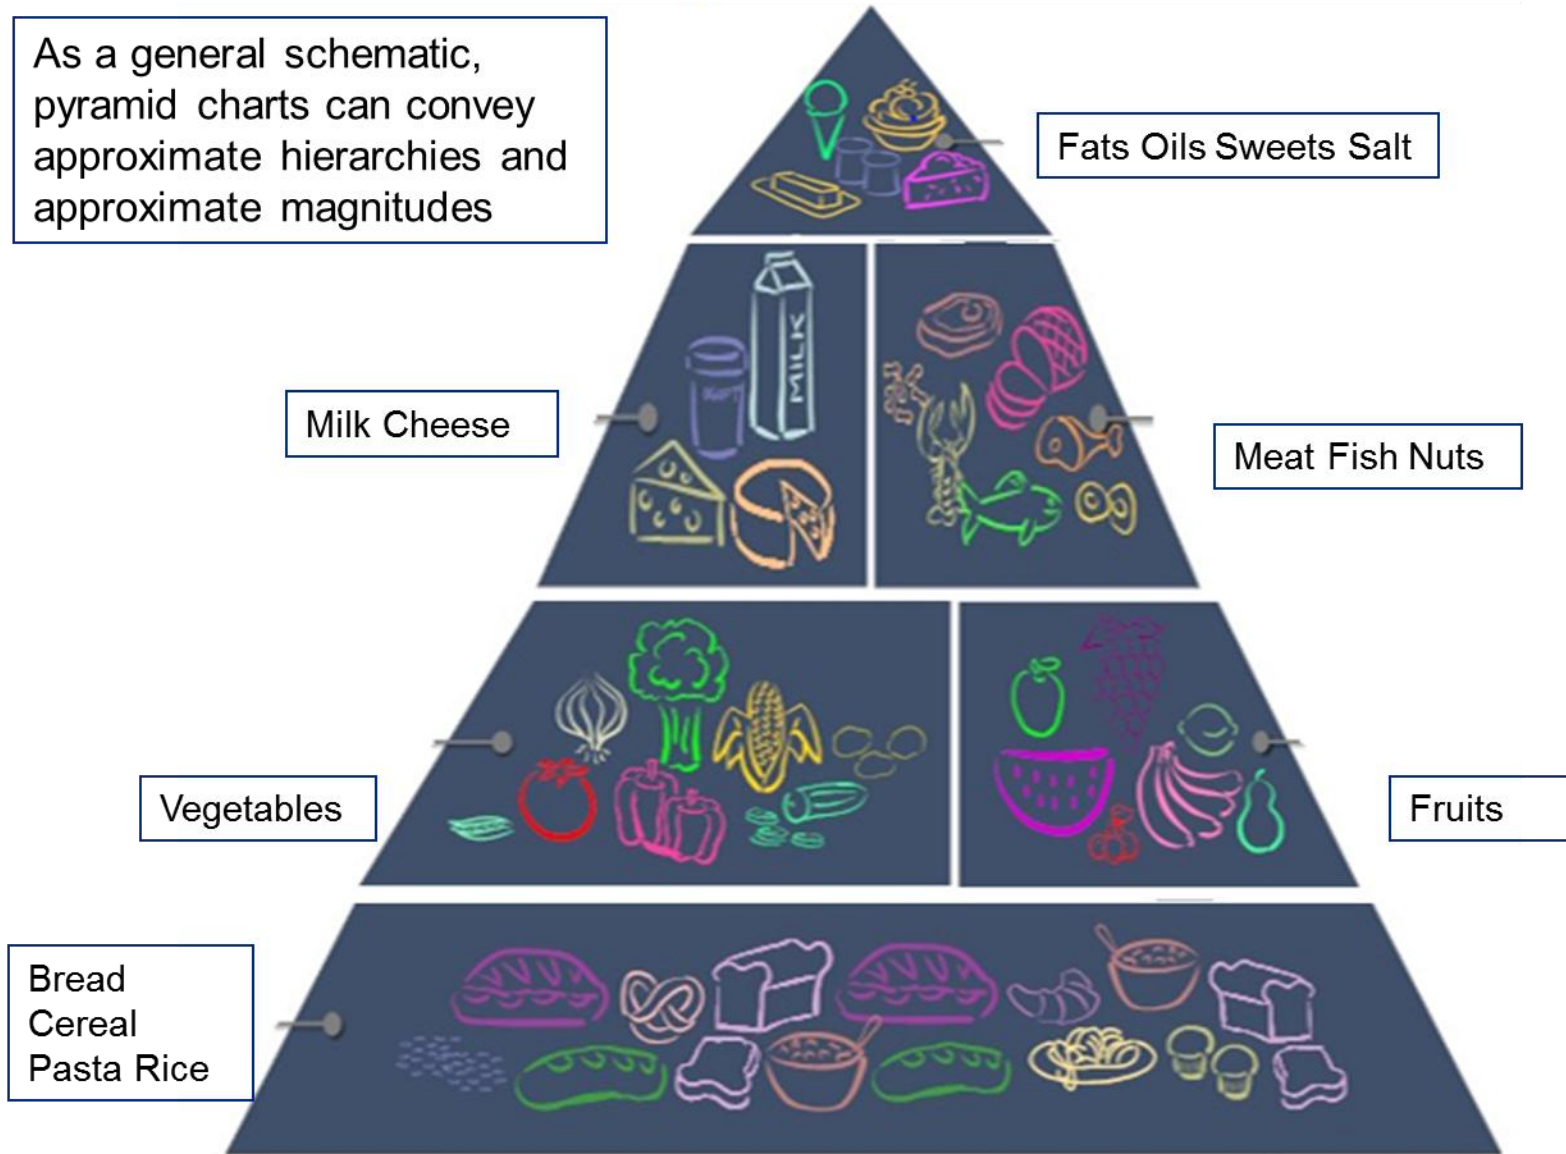 As a general schematic,
pyramid charts can convey
approximate hierarchies and
approximate magnitudes
Fats Oils Sweets Salt
MILK
Milk Cheese
Meat Fish Nuts
Vegetables
Fruits
Bread
Cereal
Pasta Rice